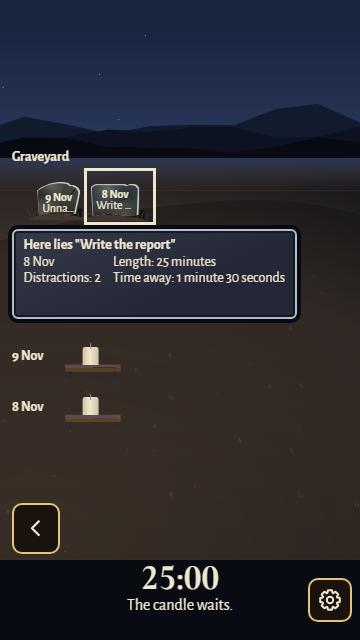 Graveyard
9 Nov
Unna...
8 Nov
Write ...
Here lies "Write the report"
8 Nov
Length: 25 minutes
Distractions: 2
Time away: 1 minute 30 seconds
9 Nov
8 Nov
25:00
The candle waits.